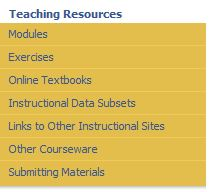 Teaching Resources
Modules
Exercises
Online Textbooks
Instructional Data Subsets
Links to Other Instructional Sites
Other Courseware
Submitting Materials